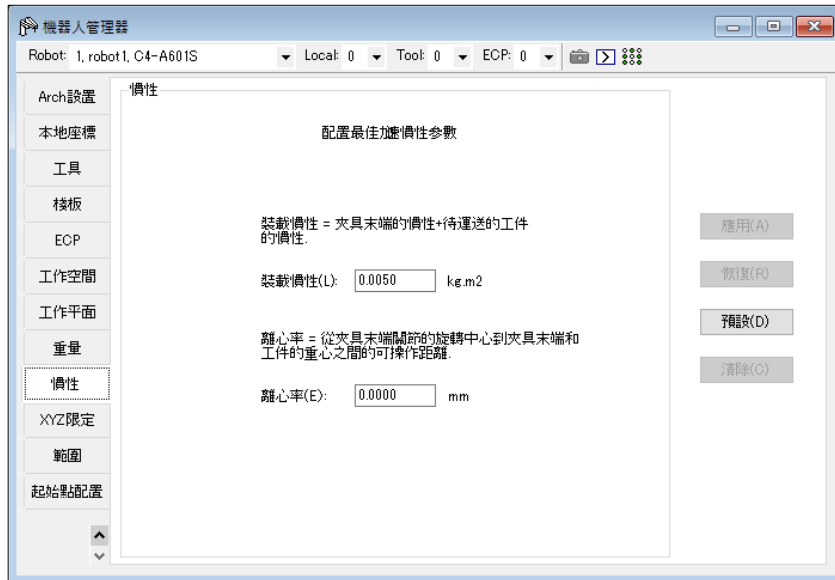 機器人管理器
Robot: 1, robot1, C4-A601S Local: 0 Tool: 0 ECP: 0
Arch設置
本地座標
工具
棧板
ECP
工作空間
工作平面
重量
慣性
XYZ限定
範圍
起始點配置
慣性
配置最佳加速慣性參數
裝載慣性 = 夾具末端的慣性+待運送的工件
的慣性.
裝載慣性(L): 0.0050 kg.m2
離心率 = 從夾具末端關節的旋轉中心到夾具末端和
工件的重心之間的可操作距離.
離心率(E): 0.0000 mm
應用(A)
恢復(R)
預設(D)
清除(C)